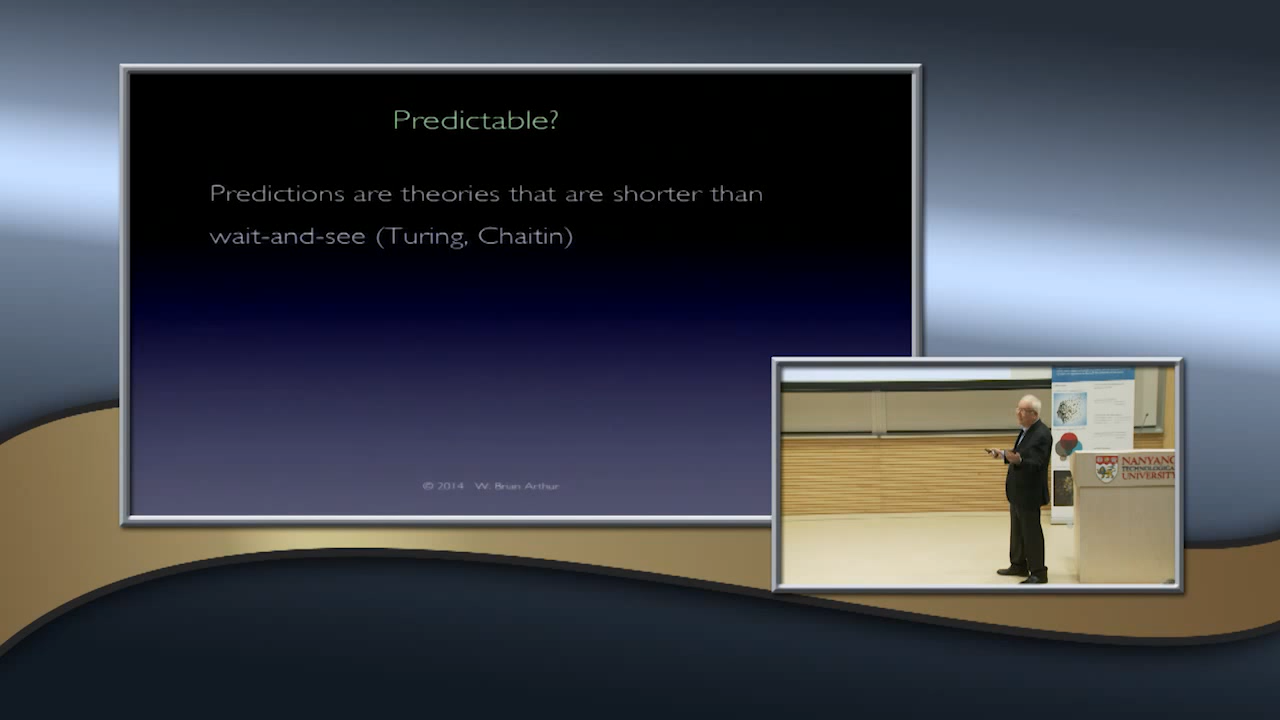 Predictable?
Predictions are theories that are shorter than
wait-and-see (Turing, Chaitin)
© 2014 W. Brian Arthur
NANYANG
TECHNOLOGICAL
UNIVERSITY